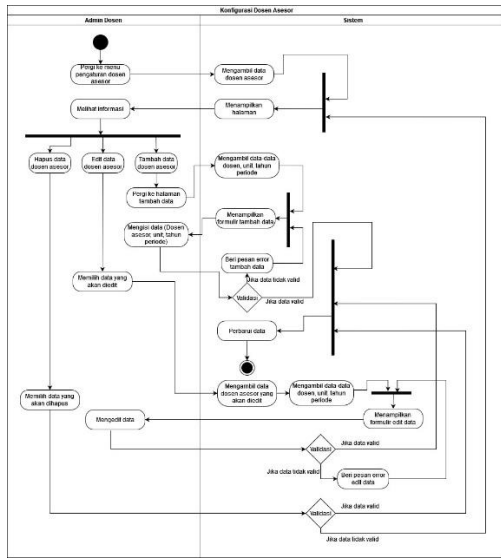 Konfigurasi Dosen Asesor
Admin Dosen
Sistem
Pergi ke menu
pengaturan dosen
asesor
Mengambil data
dosen asesor
Melihat informasi
Menampilkan
halaman
Hapus data
dosen asesor
Edit data
dosen asesor
Tambah data
dosen asesor
Pergi ke halaman
tambah data
Mengambil data data
dosen, unit, tahun
periode
Mengisi data (Dosen
asesor, unit, tahun
periode)
Menampilkan
formulir tambah data
Beri pesan error
tambah data
Jika data tidak valid
Validasi
Jika data valid
Memilih data yang
akan diedit
Perbarui data
Memilih data yang
akan dihapus
Mengambil data
dosen asesor yang
akan diedit
Mengambil data data
dosen, unit, tahun
periode
Mengedit data
Menampilkan
formulir edit data
Validasi
Jika data valid
Jika data tidak valid
Beri pesan error
edit data
Validasi
Jika data valid
Jika data tidak valid